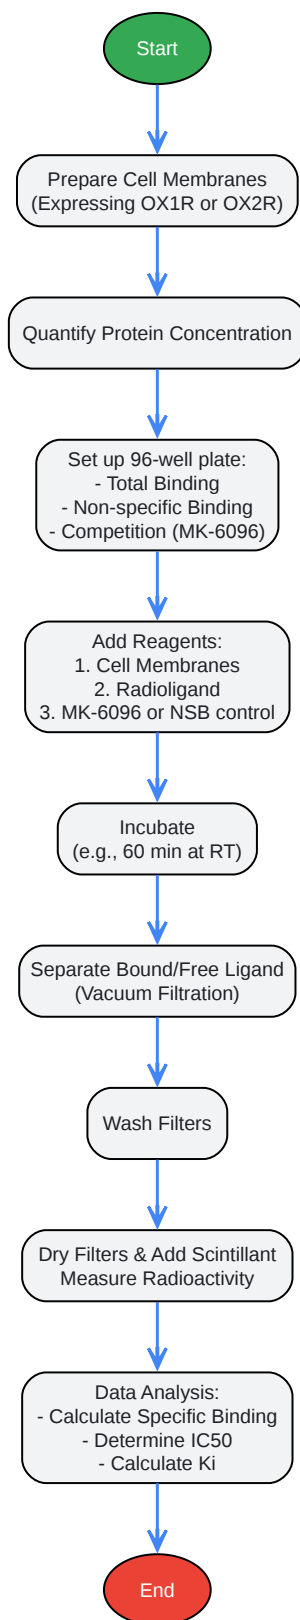 Start
Prepare Cell Membranes
(Expressing OX1R or OX2R)
Quantify Protein Concentration
Set up 96-well plate:
- Total Binding
- Non-specific Binding
- Competition (MK-6096)
Add Reagents:
1. Cell Membranes
2. Radioligand
3. MK-6096 or NSB control
Incubate
(e.g., 60 min at RT)
Separate Bound/Free Ligand
(Vacuum Filtration)
Wash Filters
Dry Filters & Add Scintillant
Measure Radioactivity
Data Analysis:
- Calculate Specific Binding
- Determine IC50
- Calculate Ki
End